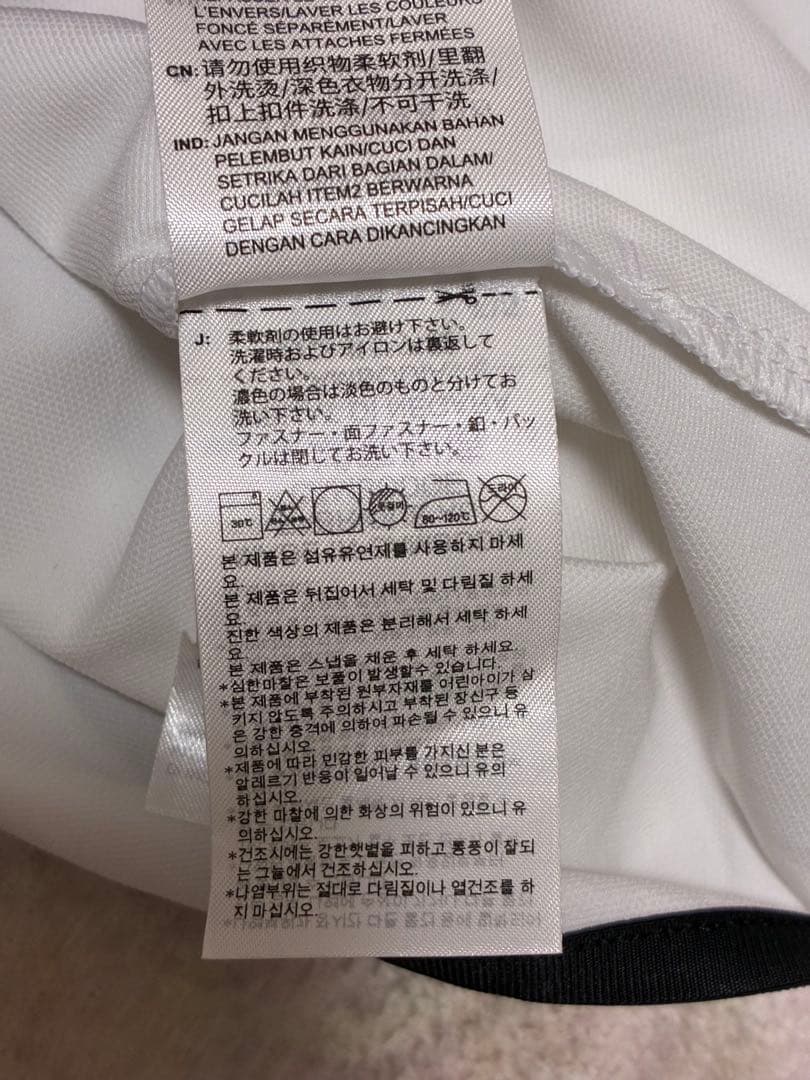 L'ENVERS/LAVER LES COULEURS
FONCÉ SÉPARÉMENT/LAVER
AVEC LES ATTACHES FERMÉES
CN: 请勿使用织物柔软剂/里翻
外洗烫/深色衣物分开洗涤/
扣上扣件洗涤/不可干洗
IND: JANGAN MENGGUNAKAN BAHAN
PELEMBUT KAIN/CUCI DAN
SETRIKA DARI BAGIAN DALAM/
CUCILAH ITEM2 BERWARNA
GELAP SECARA TERPISAH/CUCI
DENGAN CARA DIKANCINGKAN
J: 柔軟剤の使用はお避け下さい。
洗濯時およびアイロンは裏返して
ください。
濃色の場合は淡色のものと分けてお
洗い下さい。
ファスナー・面ファスナー・釦・バッ
クルは閉じてお洗い下さい。
30℃ 80~120℃ 드라이
본 제품은 섬유유연제를 사용하지 마세
요.
본 제품은 뒤집어서 세탁 및 다림질 하세
요.
진한 색상의 제품은 분리해서 세탁 하세
요.
본 제품은 스냅을 채운 후 세탁 하세요.
*심한마찰은 보풀이 발생할수 있습니다.
*본 제품에 부착된 원부자재를 어린아이가 삼
키지 않도록 주의하시고 부착된 장신구 등
은 강한 충격에 의하여 파손될 수 있으니 유
의하십시오.
*제품에 따라 민감한 피부를 가지신 분은
알레르기 반응이 일어날 수 있으니 유의
하십시오.
*강한 마찰에 의한 화상의 위험이 있으니 유
의하십시오.
*건조시에는 강한햇볕을 피하고 통풍이 잘되
는 그늘에서 건조하십시오.
*나염부위는 절대로 다림질이나 열건조를 하
지 마십시오.